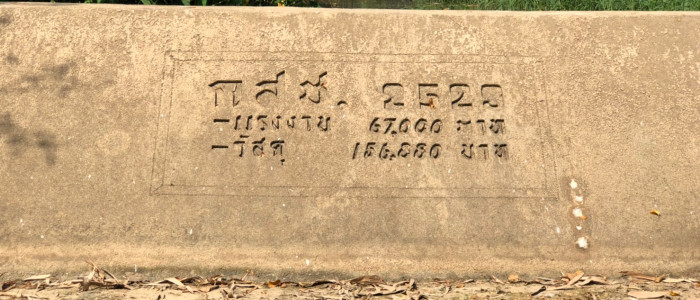 กสช. ๒๕๒๓
-แรงงาน 67,000 บาท
-วัสดุ 156,880 บาท